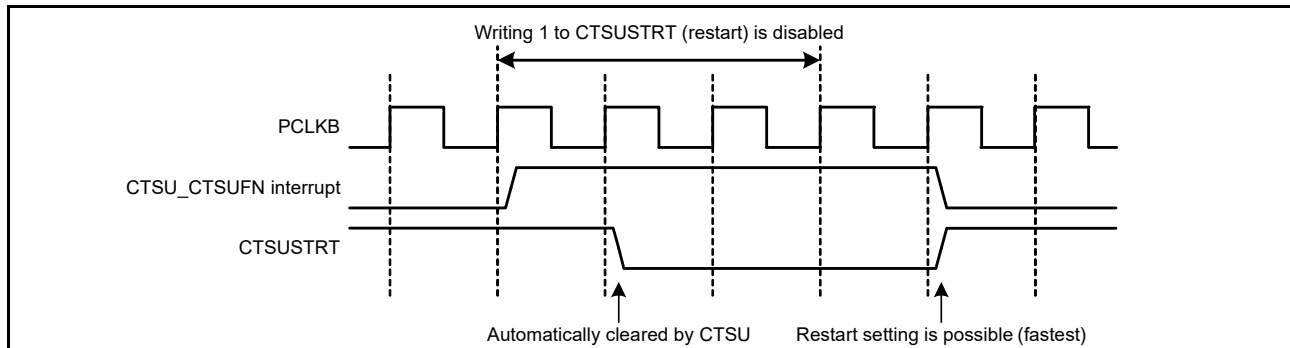 Writing 1 to CTSUSTRT (restart) is disabled
PCLKB
CTSU_CTSUFN interrupt
CTSUSTRT
Automatically cleared by CTSU
Restart setting is possible (fastest)